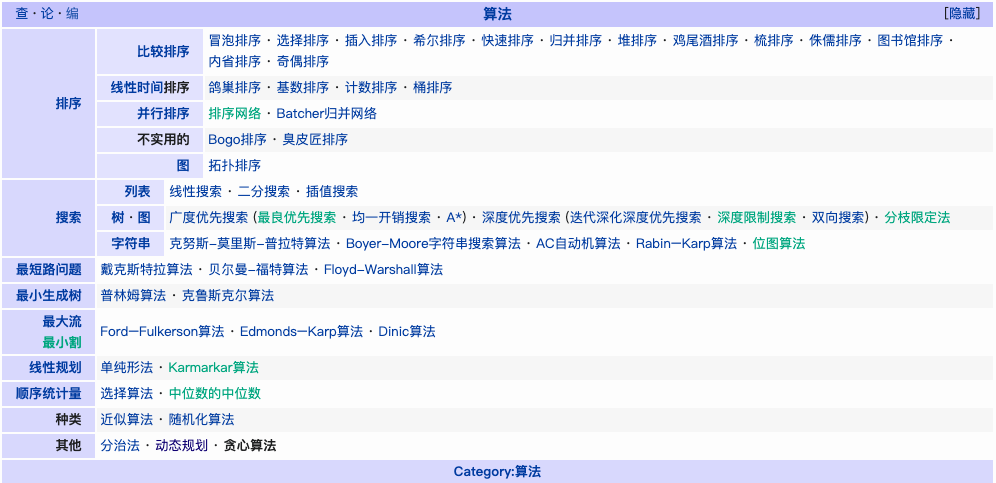 查·论·编 算法 [隐藏]
排序
比较排序 冒泡排序 · 选择排序 · 插入排序 · 希尔排序 · 快速排序 · 归并排序 · 堆排序 · 鸡尾酒排序 · 梳排序 · 侏儒排序 · 图书馆排序 ·
内省排序 · 奇偶排序
线性时间排序 鸽巢排序 · 基数排序 · 计数排序 · 桶排序
并行排序 排序网络 · Batcher归并网络
不实用的 Bogo排序 · 臭皮匠排序
图 拓扑排序
搜索
列表 线性搜索 · 二分搜索 · 插值搜索
树 · 图 广度优先搜索 (最良优先搜索 · 均一开销搜索 · A*) · 深度优先搜索 (迭代深化深度优先搜索 · 深度限制搜索 · 双向搜索) · 分枝限定法
字符串 克努斯-莫里斯-普拉特算法 · Boyer-Moore字符串搜索算法 · AC自动机算法 · Rabin—Karp算法 · 位图算法
最短路问题 戴克斯特拉算法 · 贝尔曼-福特算法 · Floyd-Warshall算法
最小生成树 普林姆算法 · 克鲁斯克尔算法
最大流
最小割
Ford—Fulkerson算法 · Edmonds—Karp算法 · Dinic算法
线性规划 单纯形法 · Karmarkar算法
顺序统计量 选择算法 · 中位数的中位数
种类 近似算法 · 随机化算法
其他 分治法 · 动态规划 · 贪心算法
Category:算法